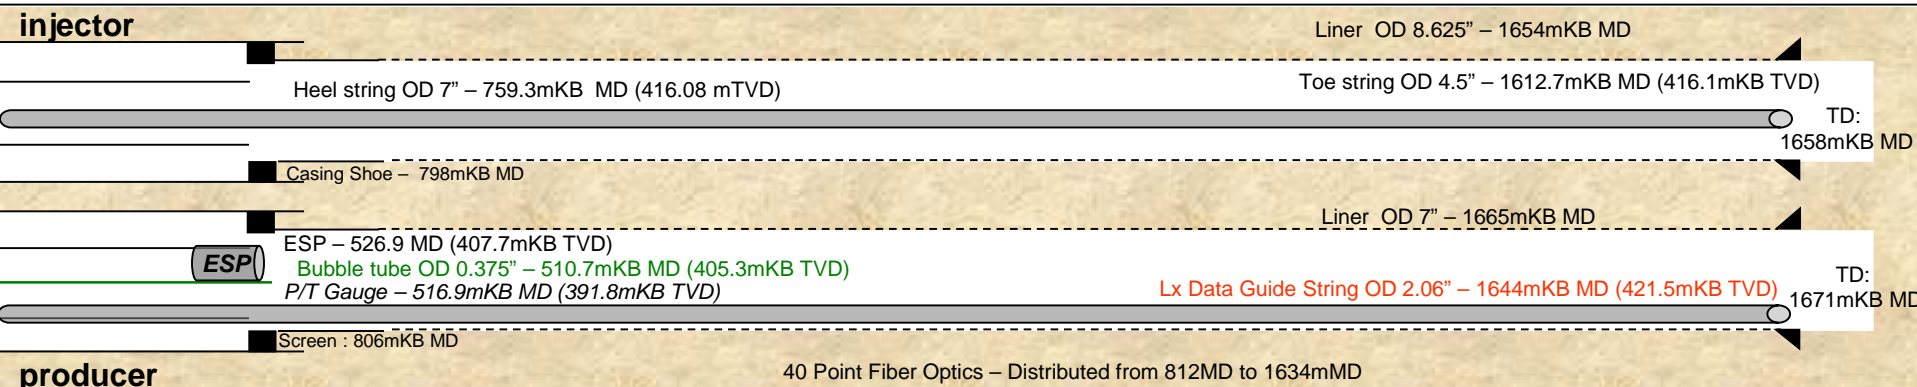 injector
Liner  OD 8.625” – 1654mKB MD
Heel string OD 7” – 759.3mKB  MD (416.08 mTVD)
Toe string OD 4.5” – 1612.7mKB MD (416.1mKB TVD)
TD:
1658mKB MD
Casing Shoe –  798mKB MD
Liner  OD 7” – 1665mKB MD
ESP
ESP – 526.9 MD (407.7mKB TVD)
Bubble tube OD 0.375” – 510.7mKB MD (405.3mKB TVD)
P/T Gauge – 516.9mKB MD (391.8mKB TVD)
Lx Data Guide String OD 2.06” – 1644mKB MD (421.5mKB TVD)
TD:
1671mKB MD
Screen : 806mKB MD
producer
40 Point Fiber Optics – Distributed from 812MD to 1634mMD